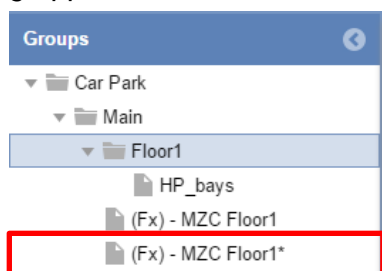 Groups
Car Park
Main
Floor1
HP_bays
(Fx) - MZC Floor1
(Fx) - MZC Floor1*